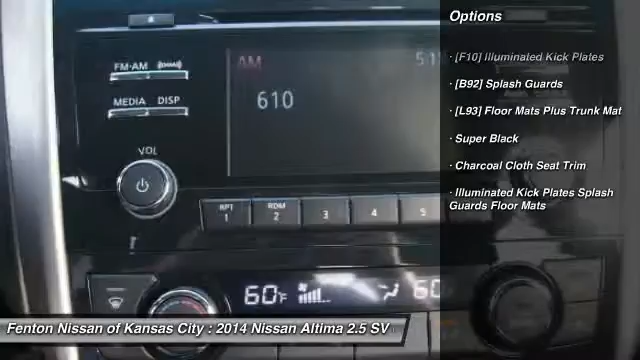 Options
· [F10] Illuminated Kick Plates
· [B92] Splash Guards
· [L93] Floor Mats Plus Trunk Mat
· Super Black
· Charcoal Cloth Seat Trim
· Illuminated Kick Plates Splash
Guards Floor Mats
FM·AM
MEDIA DISP
VOL
AM
610
RPT
1
RDM
2
3
4
5
60°F
60
Fenton Nissan of Kansas City : 2014 Nissan Altima 2.5 SV